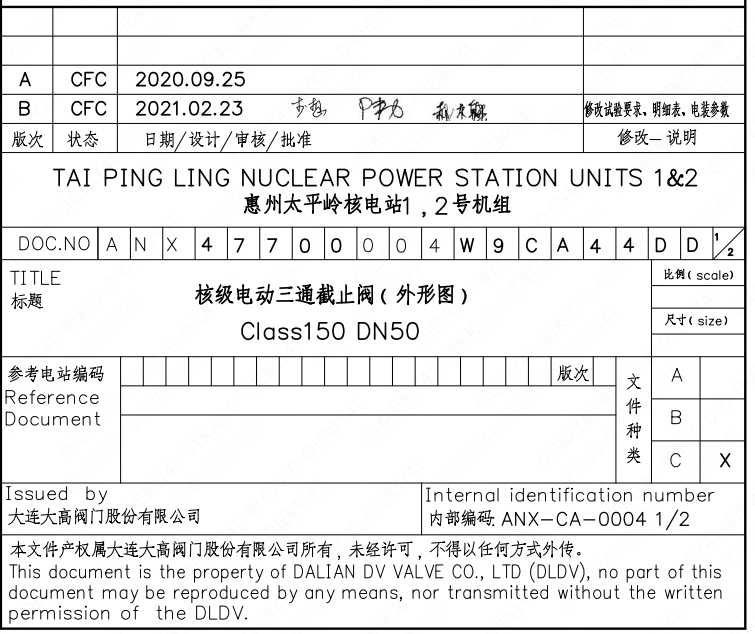 A CFC 2020.09.25
B CFC 2021.02.23 修改试验要求、明细表、电装参数
版次 状态 日期/设计/审核/批准 修改—说明
TAI PING LING NUCLEAR POWER STATION UNITS 1&2
惠州太平岭核电站1，2号机组
DOC.NO A N X 4 7 7 0 0 0 0 4 W 9 C A 4 4 D D 1/2
TITLE
标题
核级电动三通截止阀(外形图)
Class150 DN50
比例(scale)
尺寸(size)
参考电站编码
Reference
Document
版次
文件种类
A
B
C X
Issued by
大连大高阀门股份有限公司
Internal identification number
内部编码: ANX-CA-0004 1/2
本文件产权属大连大高阀门股份有限公司所有，未经许可，不得以任何方式外传。
This document is the property of DALIAN DV VALVE CO., LTD (DLDV), no part of this
document may be reproduced by any means, nor transmitted without the written
permission of the DLDV.